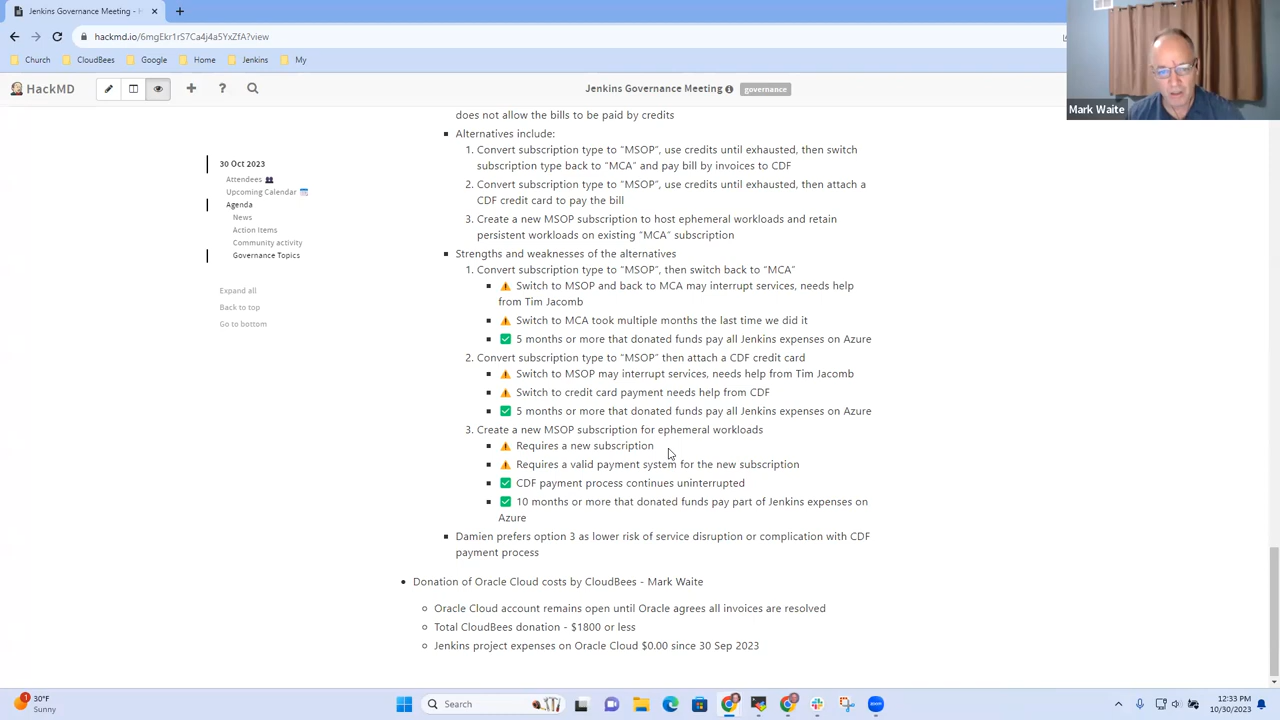 Jenkins Governance Meeting - H
hackmd.io/6mgEkr1rS7Ca4j4a5YxZfA?view
Church
CloudBees
Google
Home
Jenkins
My
HackMD
Jenkins Governance Meeting
governance
Mark Waite
30 Oct 2023
Attendees
Upcoming Calendar
Agenda
News
Action Items
Community activity
Governance Topics
Expand all
Back to top
Go to bottom
does not allow the bills to be paid by credits
Alternatives include:
1. Convert subscription type to “MSOP”, use credits until exhausted, then switch
subscription type back to “MCA” and pay bill by invoices to CDF
2. Convert subscription type to “MSOP”, use credits until exhausted, then attach a
CDF credit card to pay the bill
3. Create a new MSOP subscription to host ephemeral workloads and retain
persistent workloads on existing “MCA” subscription
Strengths and weaknesses of the alternatives
1. Convert subscription type to “MSOP”, then switch back to “MCA”
Switch to MSOP and back to MCA may interrupt services, needs help
from Tim Jacomb
Switch to MCA took multiple months the last time we did it
5 months or more that donated funds pay all Jenkins expenses on Azure
2. Convert subscription type to “MSOP” then attach a CDF credit card
Switch to MSOP may interrupt services, needs help from Tim Jacomb
Switch to credit card payment needs help from CDF
5 months or more that donated funds pay all Jenkins expenses on Azure
3. Create a new MSOP subscription for ephemeral workloads
Requires a new subscription
Requires a valid payment system for the new subscription
CDF payment process continues uninterrupted
10 months or more that donated funds pay part of Jenkins expenses on
Azure
Damien prefers option 3 as lower risk of service disruption or complication with CDF
payment process
Donation of Oracle Cloud costs by CloudBees - Mark Waite
Oracle Cloud account remains open until Oracle agrees all invoices are resolved
Total CloudBees donation - $1800 or less
Jenkins project expenses on Oracle Cloud $0.00 since 30 Sep 2023
1
30°F
Sunny
Search
zoom
12:33 PM
10/30/2023